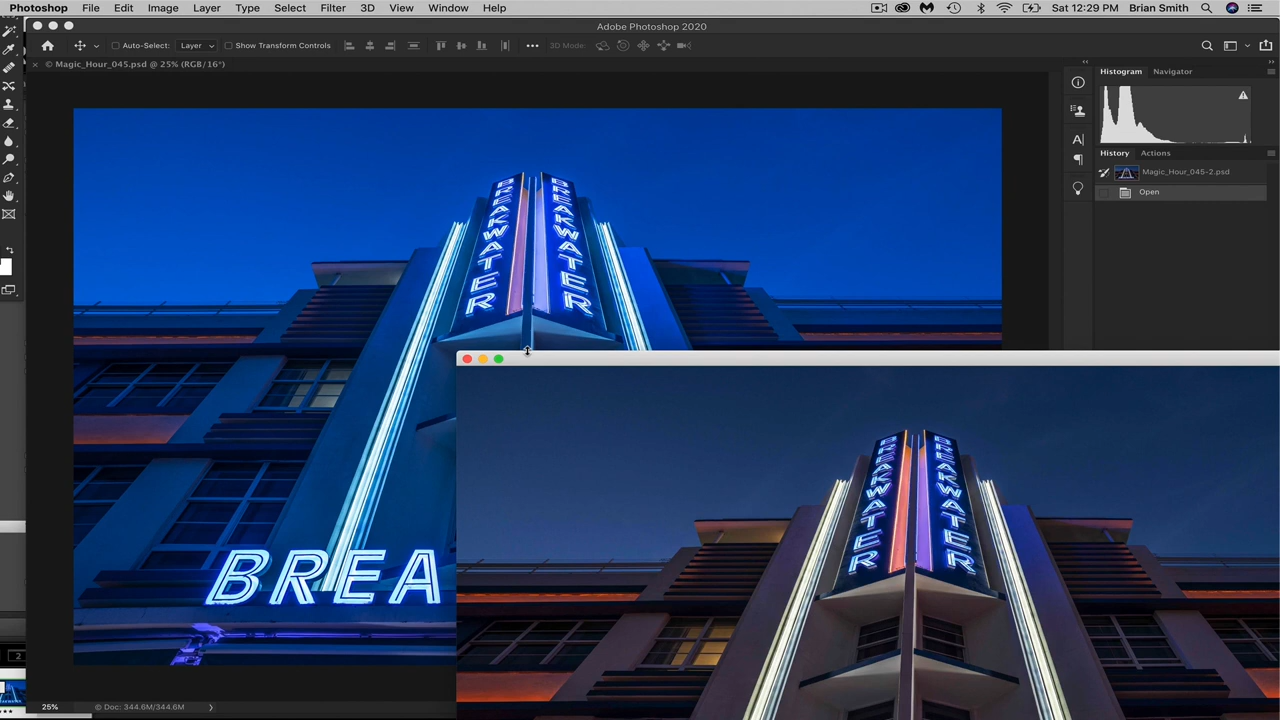 Photoshop File Edit Image Layer Type Select Filter 3D View Window Help Sat 12:29 PM Brian Smith
Adobe Photoshop 2020
Auto-Select: Layer Show Transform Controls ••• 3D Mode:
× © Magic_Hour_045.psd @ 25% (RGB/16*)
Histogram Navigator
History Actions
Magic_Hour_045-2.psd
Open
BREAKWATER
BREAKWATER
BREA
BREAKWATER
BREAKWATER
2
25% © Doc: 344.6M/344.6M